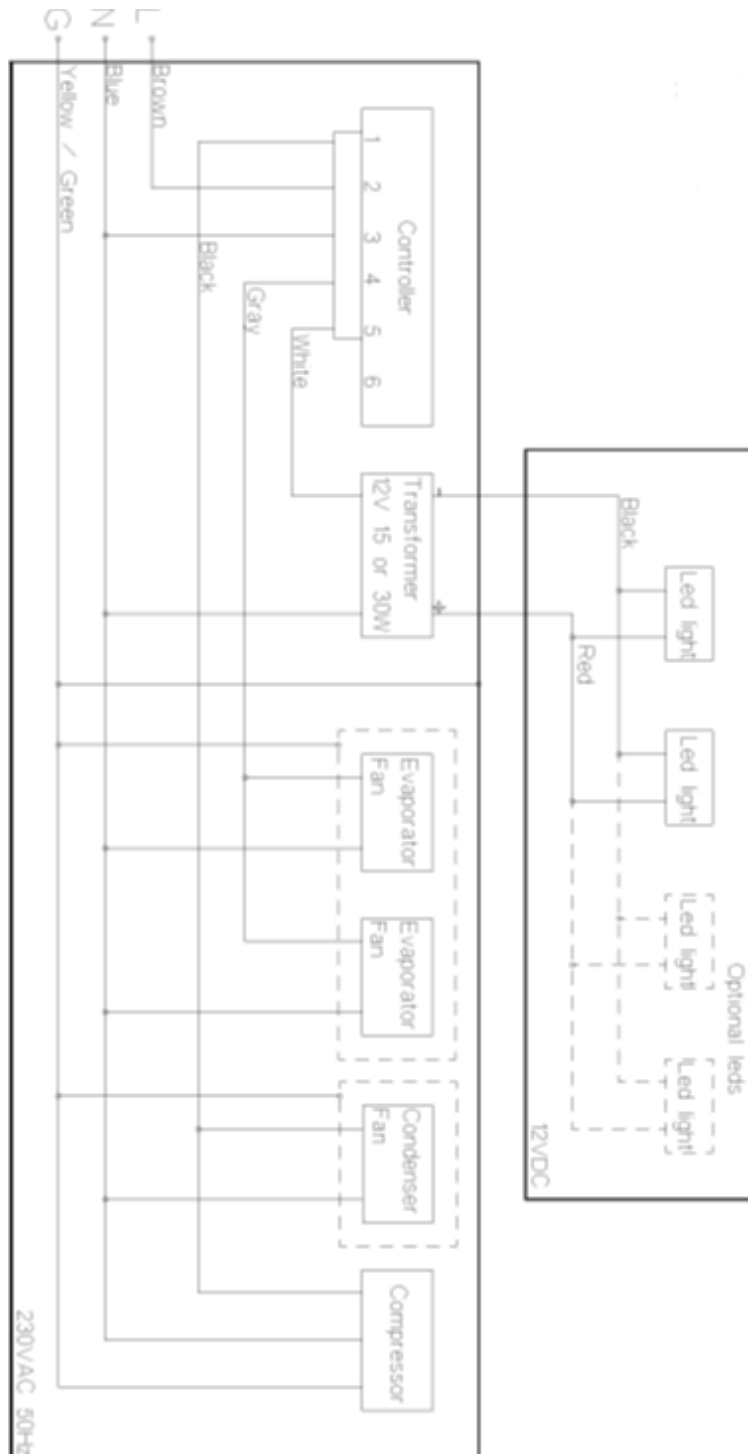 L
N
G
Brown
Blue
Yellow / Green
Black
Gray
White
Controller
1
2
3
4
5
6
Transformer
12V 15 or 30W
-
+
Black
Red
Led light
Led light
Led light
Led light
Optional leds
12VDC
Evaporator
Fan
Evaporator
Fan
Condenser
Fan
Compressor
230VAC 50Hz